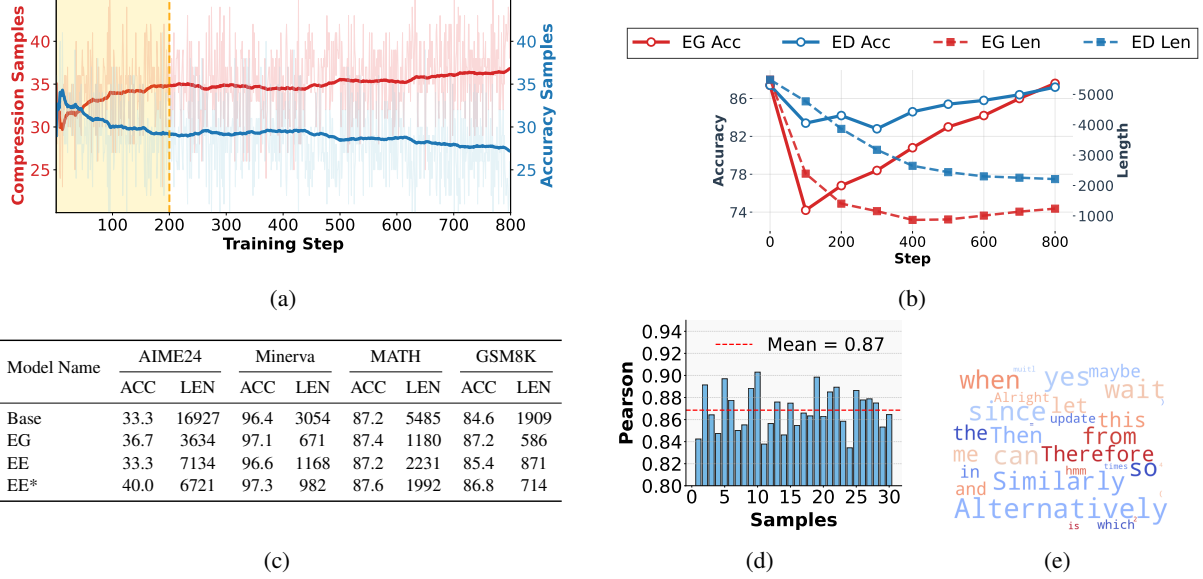 Compression Samples
40
35
30
25
40
35
30
25
Accuracy Samples
100 200 300 400 500 600 700 800
Training Step
(a)
EG Acc ED Acc EG Len ED Len
Accuracy
86
82
78
74
5000
4000
3000
2000
1000
Length
0 200 400 600 800
Step
(b)
Model Name AIME24 Minerva MATH GSM8K
ACC LEN ACC LEN ACC LEN ACC LEN
Base 33.3 16927 96.4 3054 87.2 5485 84.6 1909
EG 36.7 3634 97.1 671 87.4 1180 87.2 586
EE 33.3 7134 96.6 1168 87.2 2231 85.4 871
EE* 40.0 6721 97.3 982 87.6 1992 86.8 714
(c)
Pearson
0.94
0.92
0.90
0.88
0.86
0.84
0.82
0.80
Mean = 0.87
0 5 10 15 20 25 30
Samples
(d)
when yes maybe
Alright wait
since let update this
the Then from
me can Therefore
in hmm times so
and Similarly
Alternatively
is which
(e)